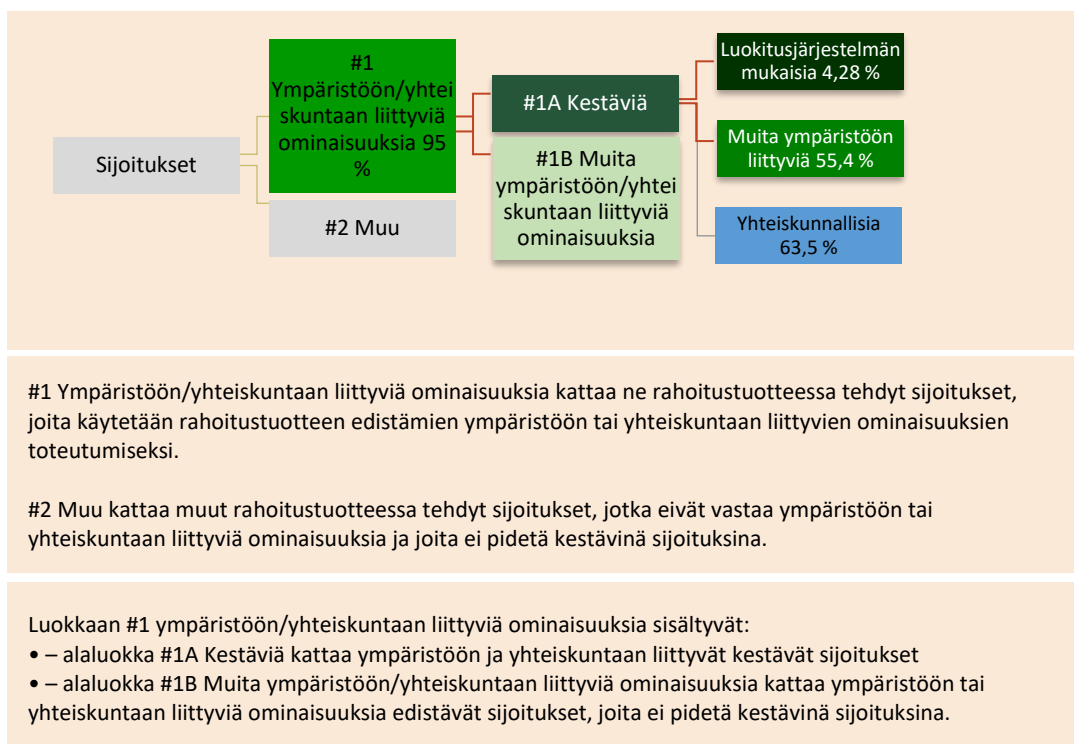 Sijoitukset
#1
Ympäristöön/yhtei
skuntaan liittyviä
ominaisuuksia 95
%
#2 Muu
#1A Kestäviä
#1B Muita
ympäristöön/yhtei
skuntaan liittyviä
ominaisuuksia
Luokitusjärjestelmän
mukaisia 4,28 %
Muita ympäristöön
liittyviä 55,4 %
Yhteiskunnallisia
63,5 %
#1 Ympäristöön/yhteiskuntaan liittyviä ominaisuuksia kattaa ne rahoitustuotteessa tehdyt sijoitukset,
joita käytetään rahoitustuotteen edistämien ympäristöön tai yhteiskuntaan liittyvien ominaisuuksien
toteutumiseksi.
#2 Muu kattaa muut rahoitustuotteessa tehdyt sijoitukset, jotka eivät vastaa ympäristöön tai
yhteiskuntaan liittyviä ominaisuuksia ja joita ei pidetä kestävinä sijoituksina.
Luokkaan #1 ympäristöön/yhteiskuntaan liittyviä ominaisuuksia sisältyvät:
• – alaluokka #1A Kestäviä kattaa ympäristöön ja yhteiskuntaan liittyvät kestävät sijoitukset
• – alaluokka #1B Muita ympäristöön/yhteiskuntaan liittyviä ominaisuuksia kattaa ympäristöön tai
yhteiskuntaan liittyviä ominaisuuksia edistävät sijoitukset, joita ei pidetä kestävinä sijoituksina.